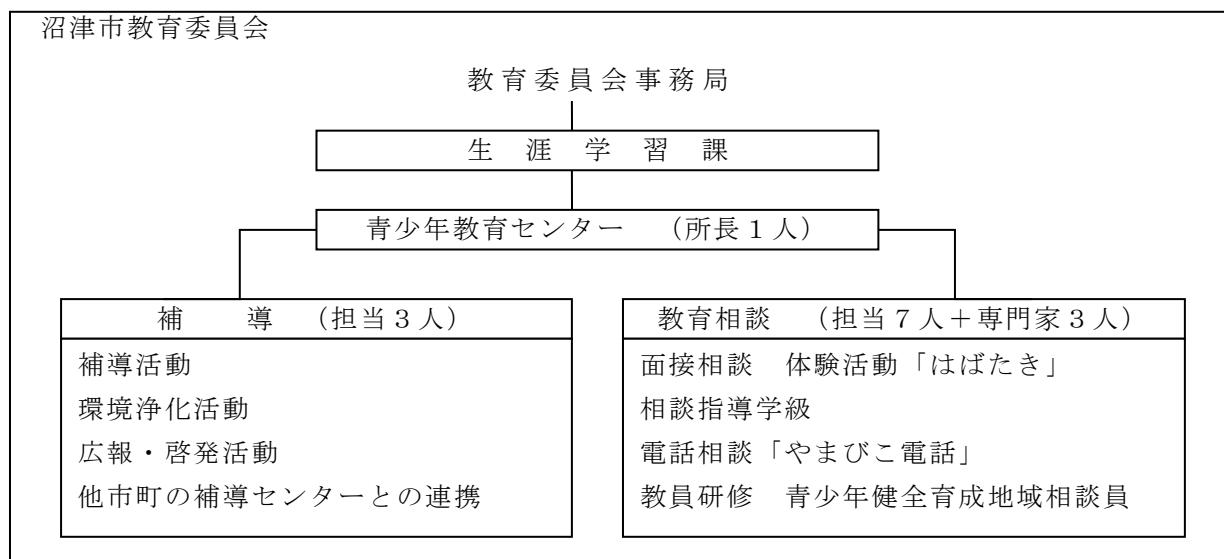 沼津市教育委員会
教育委員会事務局
生　涯　学　習　課
青少年教育センター　（所長１人）
補　　導　（担当３人）
補導活動
環境浄化活動
広報・啓発活動
他市町の補導センターとの連携
教育相談　（担当７人＋専門家３人）
面接相談　体験活動「はばたき」
相談指導学級
電話相談「やまびこ電話」
教員研修　青少年健全育成地域相談員